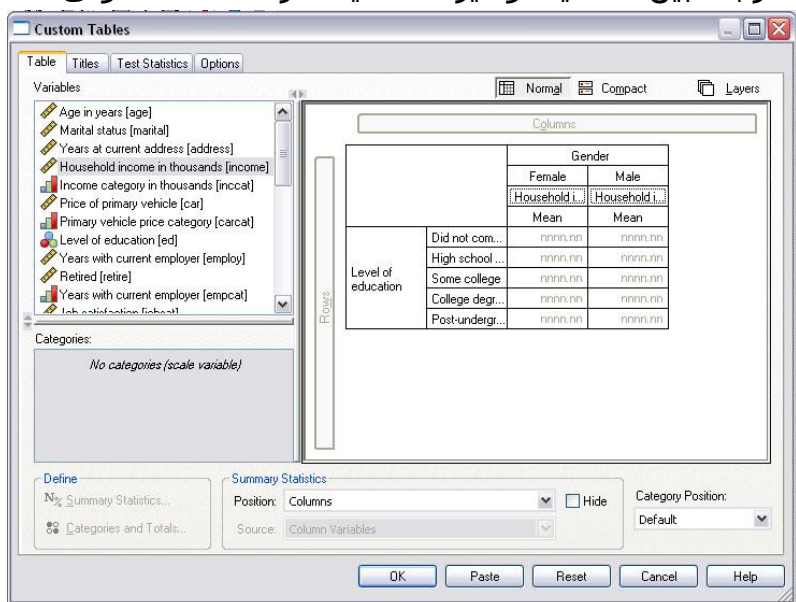 Custom Tables
Table Titles Test Statistics Options
Variables
Normal Compact Layers
Age in years [age]
Marital status [marital]
Years at current address [address]
Household income in thousands [income]
Income category in thousands [inccat]
Price of primary vehicle [car]
Primary vehicle price category [carcat]
Level of education [ed]
Years with current employer [employ]
Retired [retire]
Years with current employer [empcat]
Job satisfaction [jobsat]
Columns
Rows
Gender
Female Male
Household i... Household i...
Mean Mean
Level of education
Did not com... nnnn.nn nnnn.nn
High school ... nnnn.nn nnnn.nn
Some college nnnn.nn nnnn.nn
College degr... nnnn.nn nnnn.nn
Post-undergr... nnnn.nn nnnn.nn
Categories:
No categories (scale variable)
Define
N% Summary Statistics...
Categories and Totals...
Summary Statistics
Position: Columns Hide
Source: Column Variables
Category Position:
Default
OK Paste Reset Cancel Help